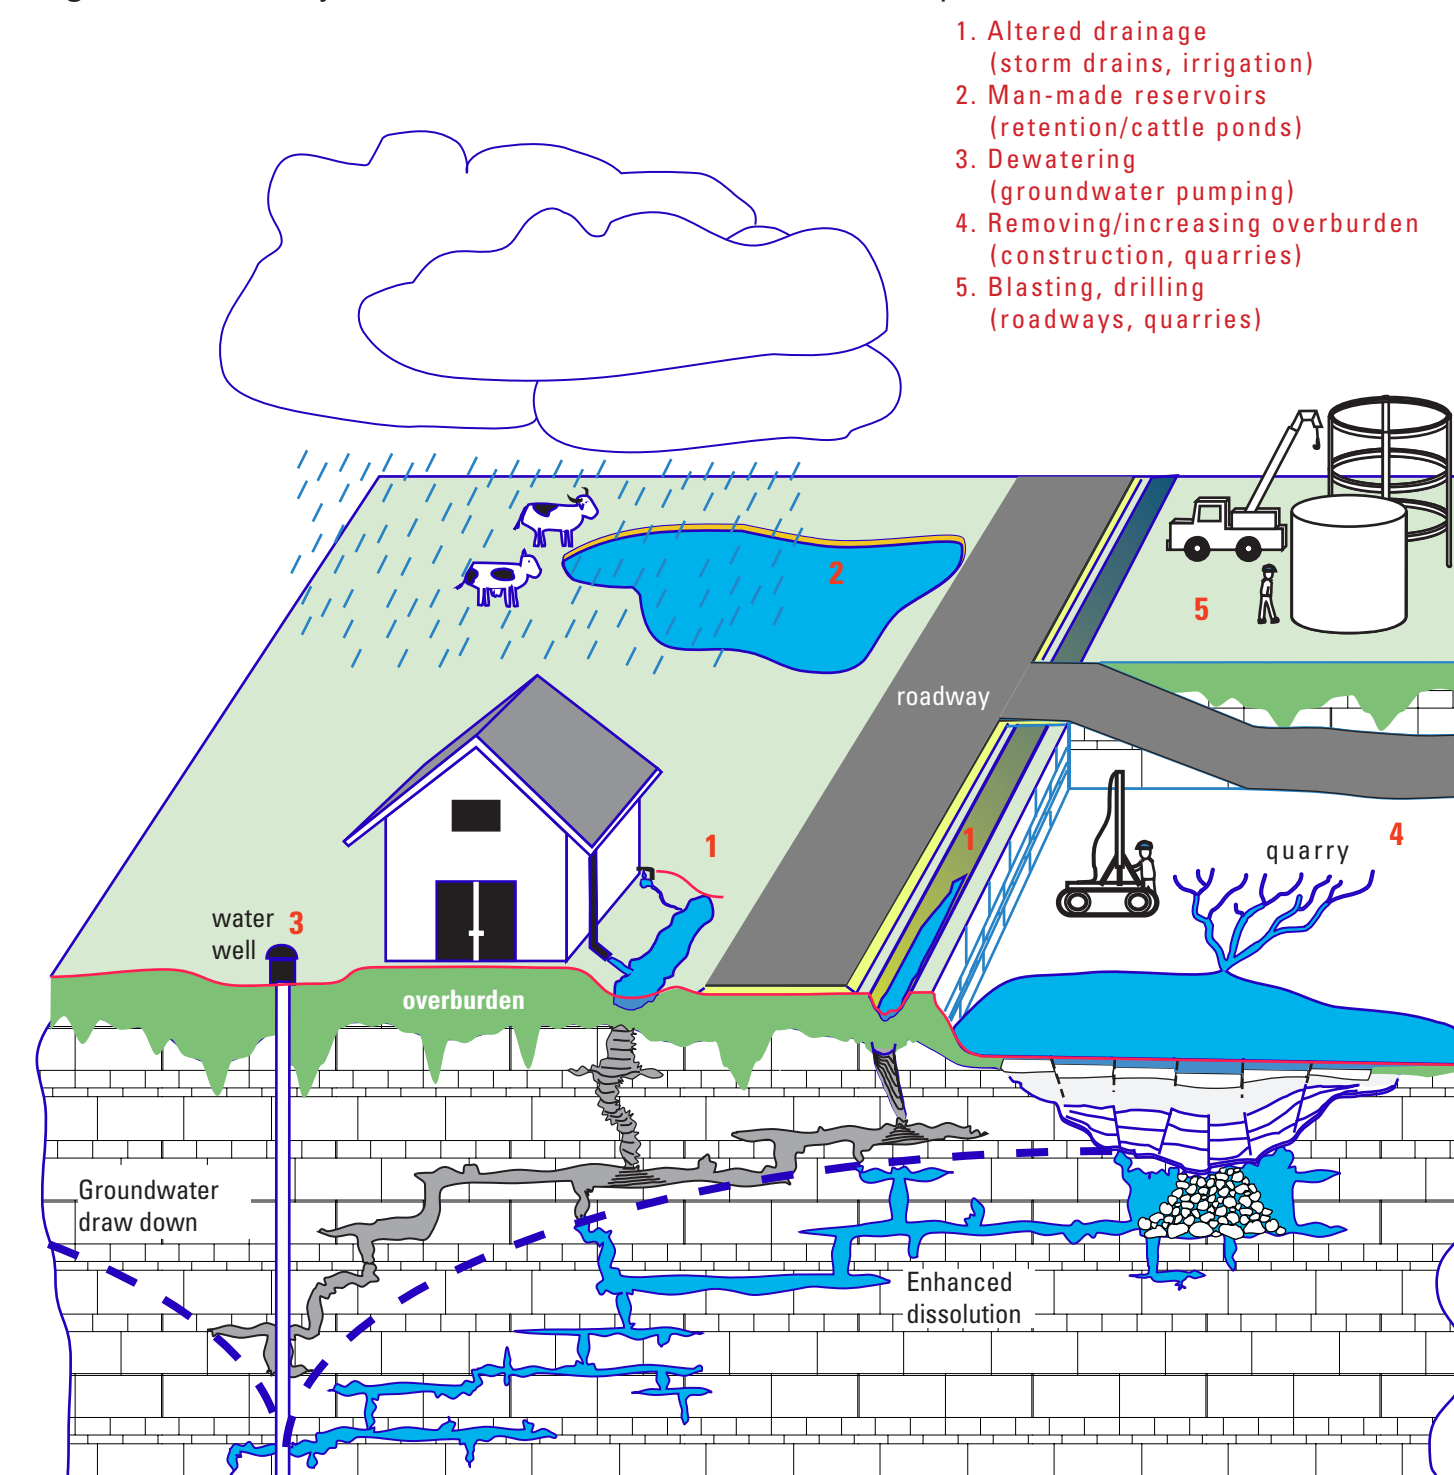 1. Altered drainage
(storm drains, irrigation)
2. Man-made reservoirs
(retention/cattle ponds)
3. Dewatering
(groundwater pumping)
4. Removing/increasing overburden
(construction, quarries)
5. Blasting, drilling
(roadways, quarries)
2
5
roadway
1
1
4
quarry
water
well
3
overburden
Groundwater
draw down
Enhanced
dissolution